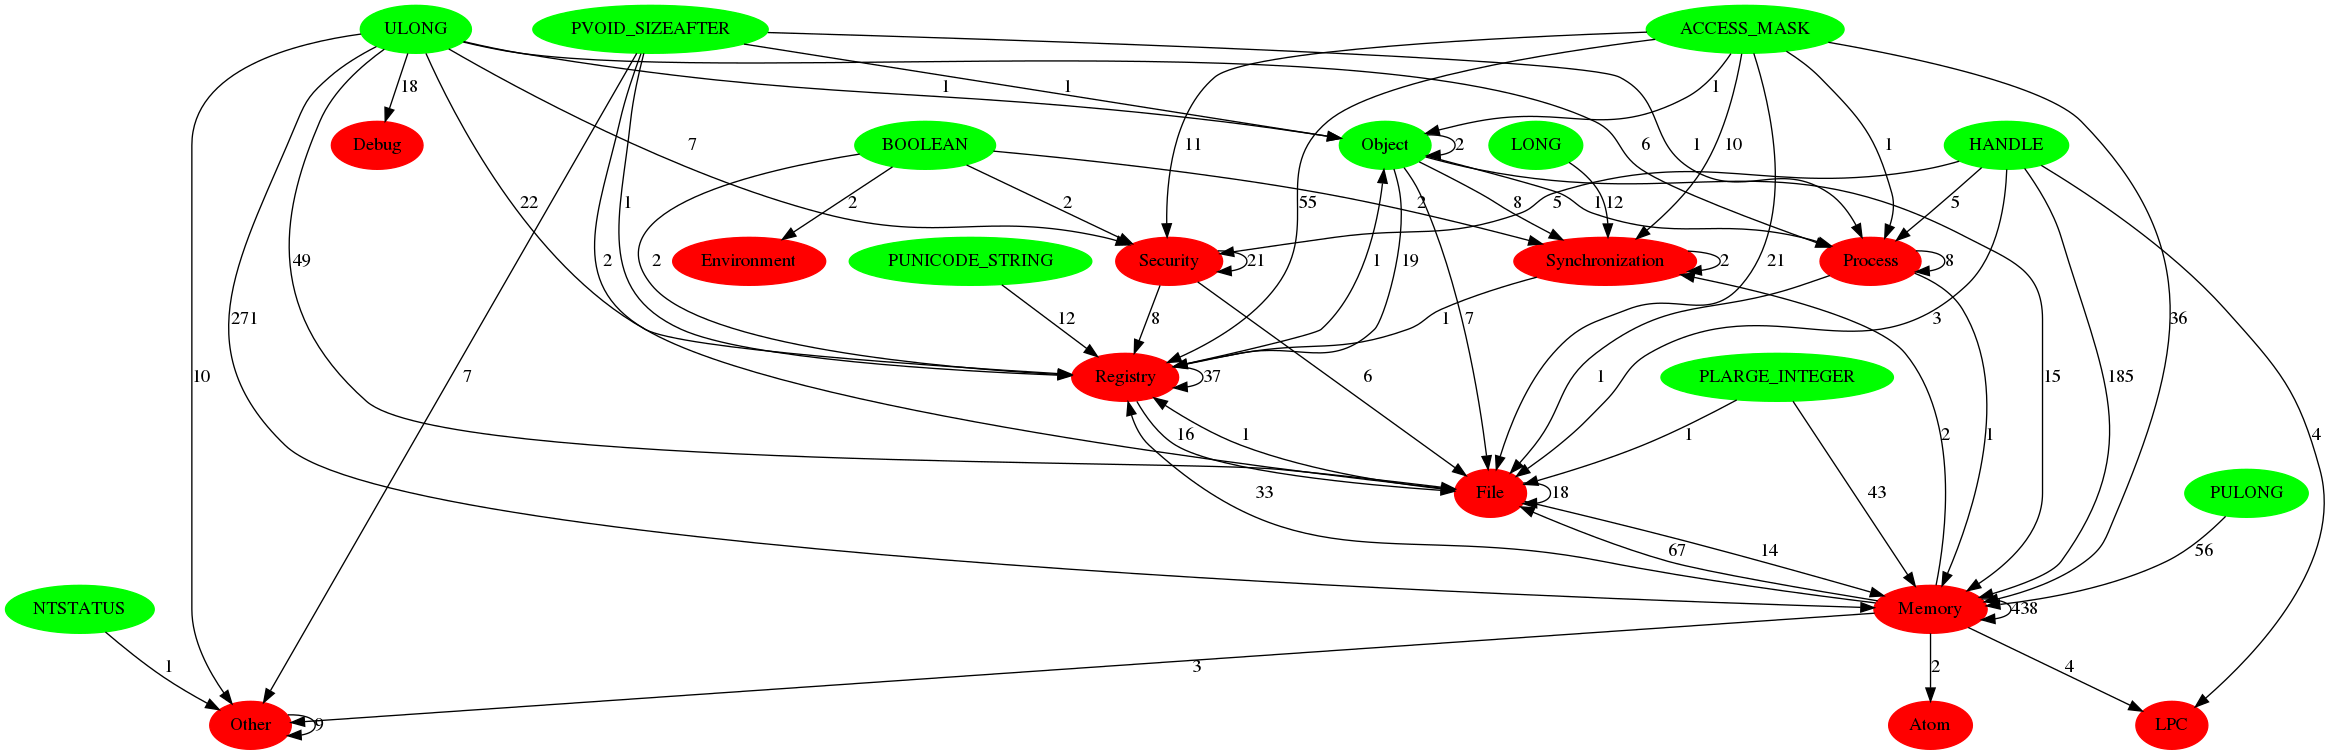 ULONG
PVOID_SIZEAFTER
ACCESS_MASK
18
1
1
1
Debug
BOOLEAN
Object
LONG
HANDLE
7
11
10
6
1
1
2
2
2
22
1
2
55
2
8
5
1
12
5
Environment
PUNICODE_STRING
Security
Synchronization
Process
49
2
2
21
1
19
2
21
8
271
12
8
1
7
3
36
10
7
Registry
37
6
1
PLARGE_INTEGER
185
15
16
1
1
43
1
2
4
33
File
18
PULONG
67
14
56
NTSTATUS
Memory
438
1
3
2
4
Other
9
Atom
LPC